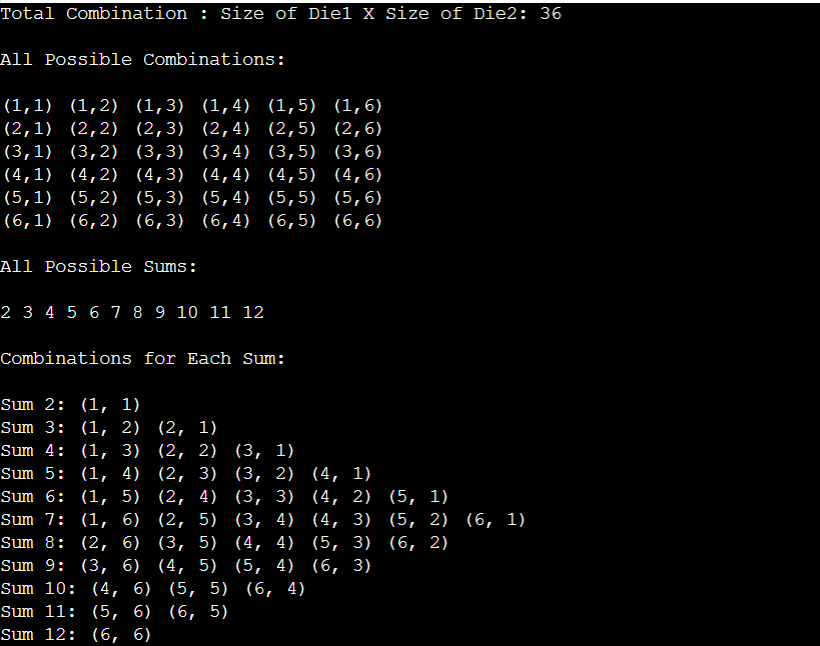 Total Combination : Size of Die1 X Size of Die2: 36
All Possible Combinations:
(1,1) (1,2) (1,3) (1,4) (1,5) (1,6)
(2,1) (2,2) (2,3) (2,4) (2,5) (2,6)
(3,1) (3,2) (3,3) (3,4) (3,5) (3,6)
(4,1) (4,2) (4,3) (4,4) (4,5) (4,6)
(5,1) (5,2) (5,3) (5,4) (5,5) (5,6)
(6,1) (6,2) (6,3) (6,4) (6,5) (6,6)
All Possible Sums:
2 3 4 5 6 7 8 9 10 11 12
Combinations for Each Sum:
Sum 2: (1, 1)
Sum 3: (1, 2) (2, 1)
Sum 4: (1, 3) (2, 2) (3, 1)
Sum 5: (1, 4) (2, 3) (3, 2) (4, 1)
Sum 6: (1, 5) (2, 4) (3, 3) (4, 2) (5, 1)
Sum 7: (1, 6) (2, 5) (3, 4) (4, 3) (5, 2) (6, 1)
Sum 8: (2, 6) (3, 5) (4, 4) (5, 3) (6, 2)
Sum 9: (3, 6) (4, 5) (5, 4) (6, 3)
Sum 10: (4, 6) (5, 5) (6, 4)
Sum 11: (5, 6) (6, 5)
Sum 12: (6, 6)